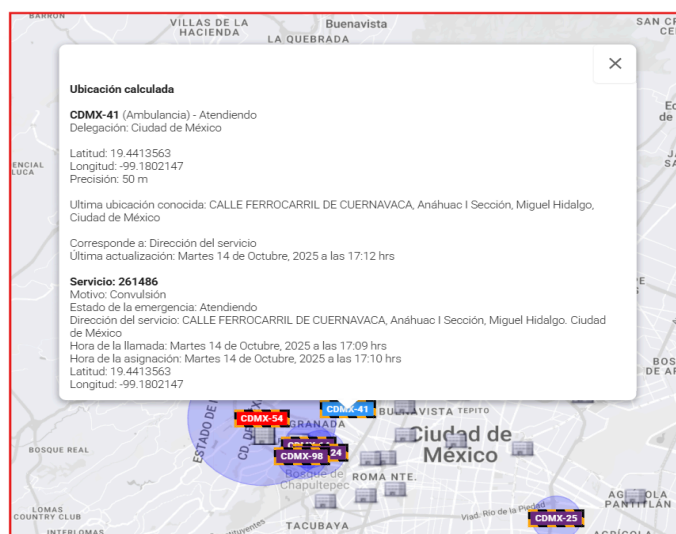 BARRÓN
VILLAS DE LA
HACIENDA
Buenavista
LA QUEBRADA
Ubicación calculada
CDMX-41 (Ambulancia) - Atendiendo
Delegación: Ciudad de México
Latitud: 19.4413563
Longitud: -99.1802147
Precisión: 50 m
Ultima ubicación conocida: CALLE FERROCARRIL DE CUERNAVACA, Anáhuac I Sección, Miguel Hidalgo,
Ciudad de México
Corresponde a: Dirección del servicio
Última actualización: Martes 14 de Octubre, 2025 a las 17:12 hrs
Servicio: 261486
Motivo: Convulsión
Estado de la emergencia: Atendiendo
Dirección del servicio: CALLE FERROCARRIL DE CUERNAVACA, Anáhuac I Sección, Miguel Hidalgo. Ciudad
de México
Hora de la llamada: Martes 14 de Octubre, 2025 a las 17:09 hrs
Hora de la asignación: Martes 14 de Octubre, 2025 a las 17:10 hrs
Latitud: 19.4413563
Longitud: -99.1802147
CDMX-41
TEPITO
CDMX-54
GRANADA
Ciudad de
México
CDMX-98
24
BOSQUE REAL
Bosque de
Chapultepec
ROMA NTE.
LOMAS
COUNTRY CLUB
INTERLOMAS
TACUBAYA
Viad. Río de la Piedad
CDMX-25
PANTITLÁN